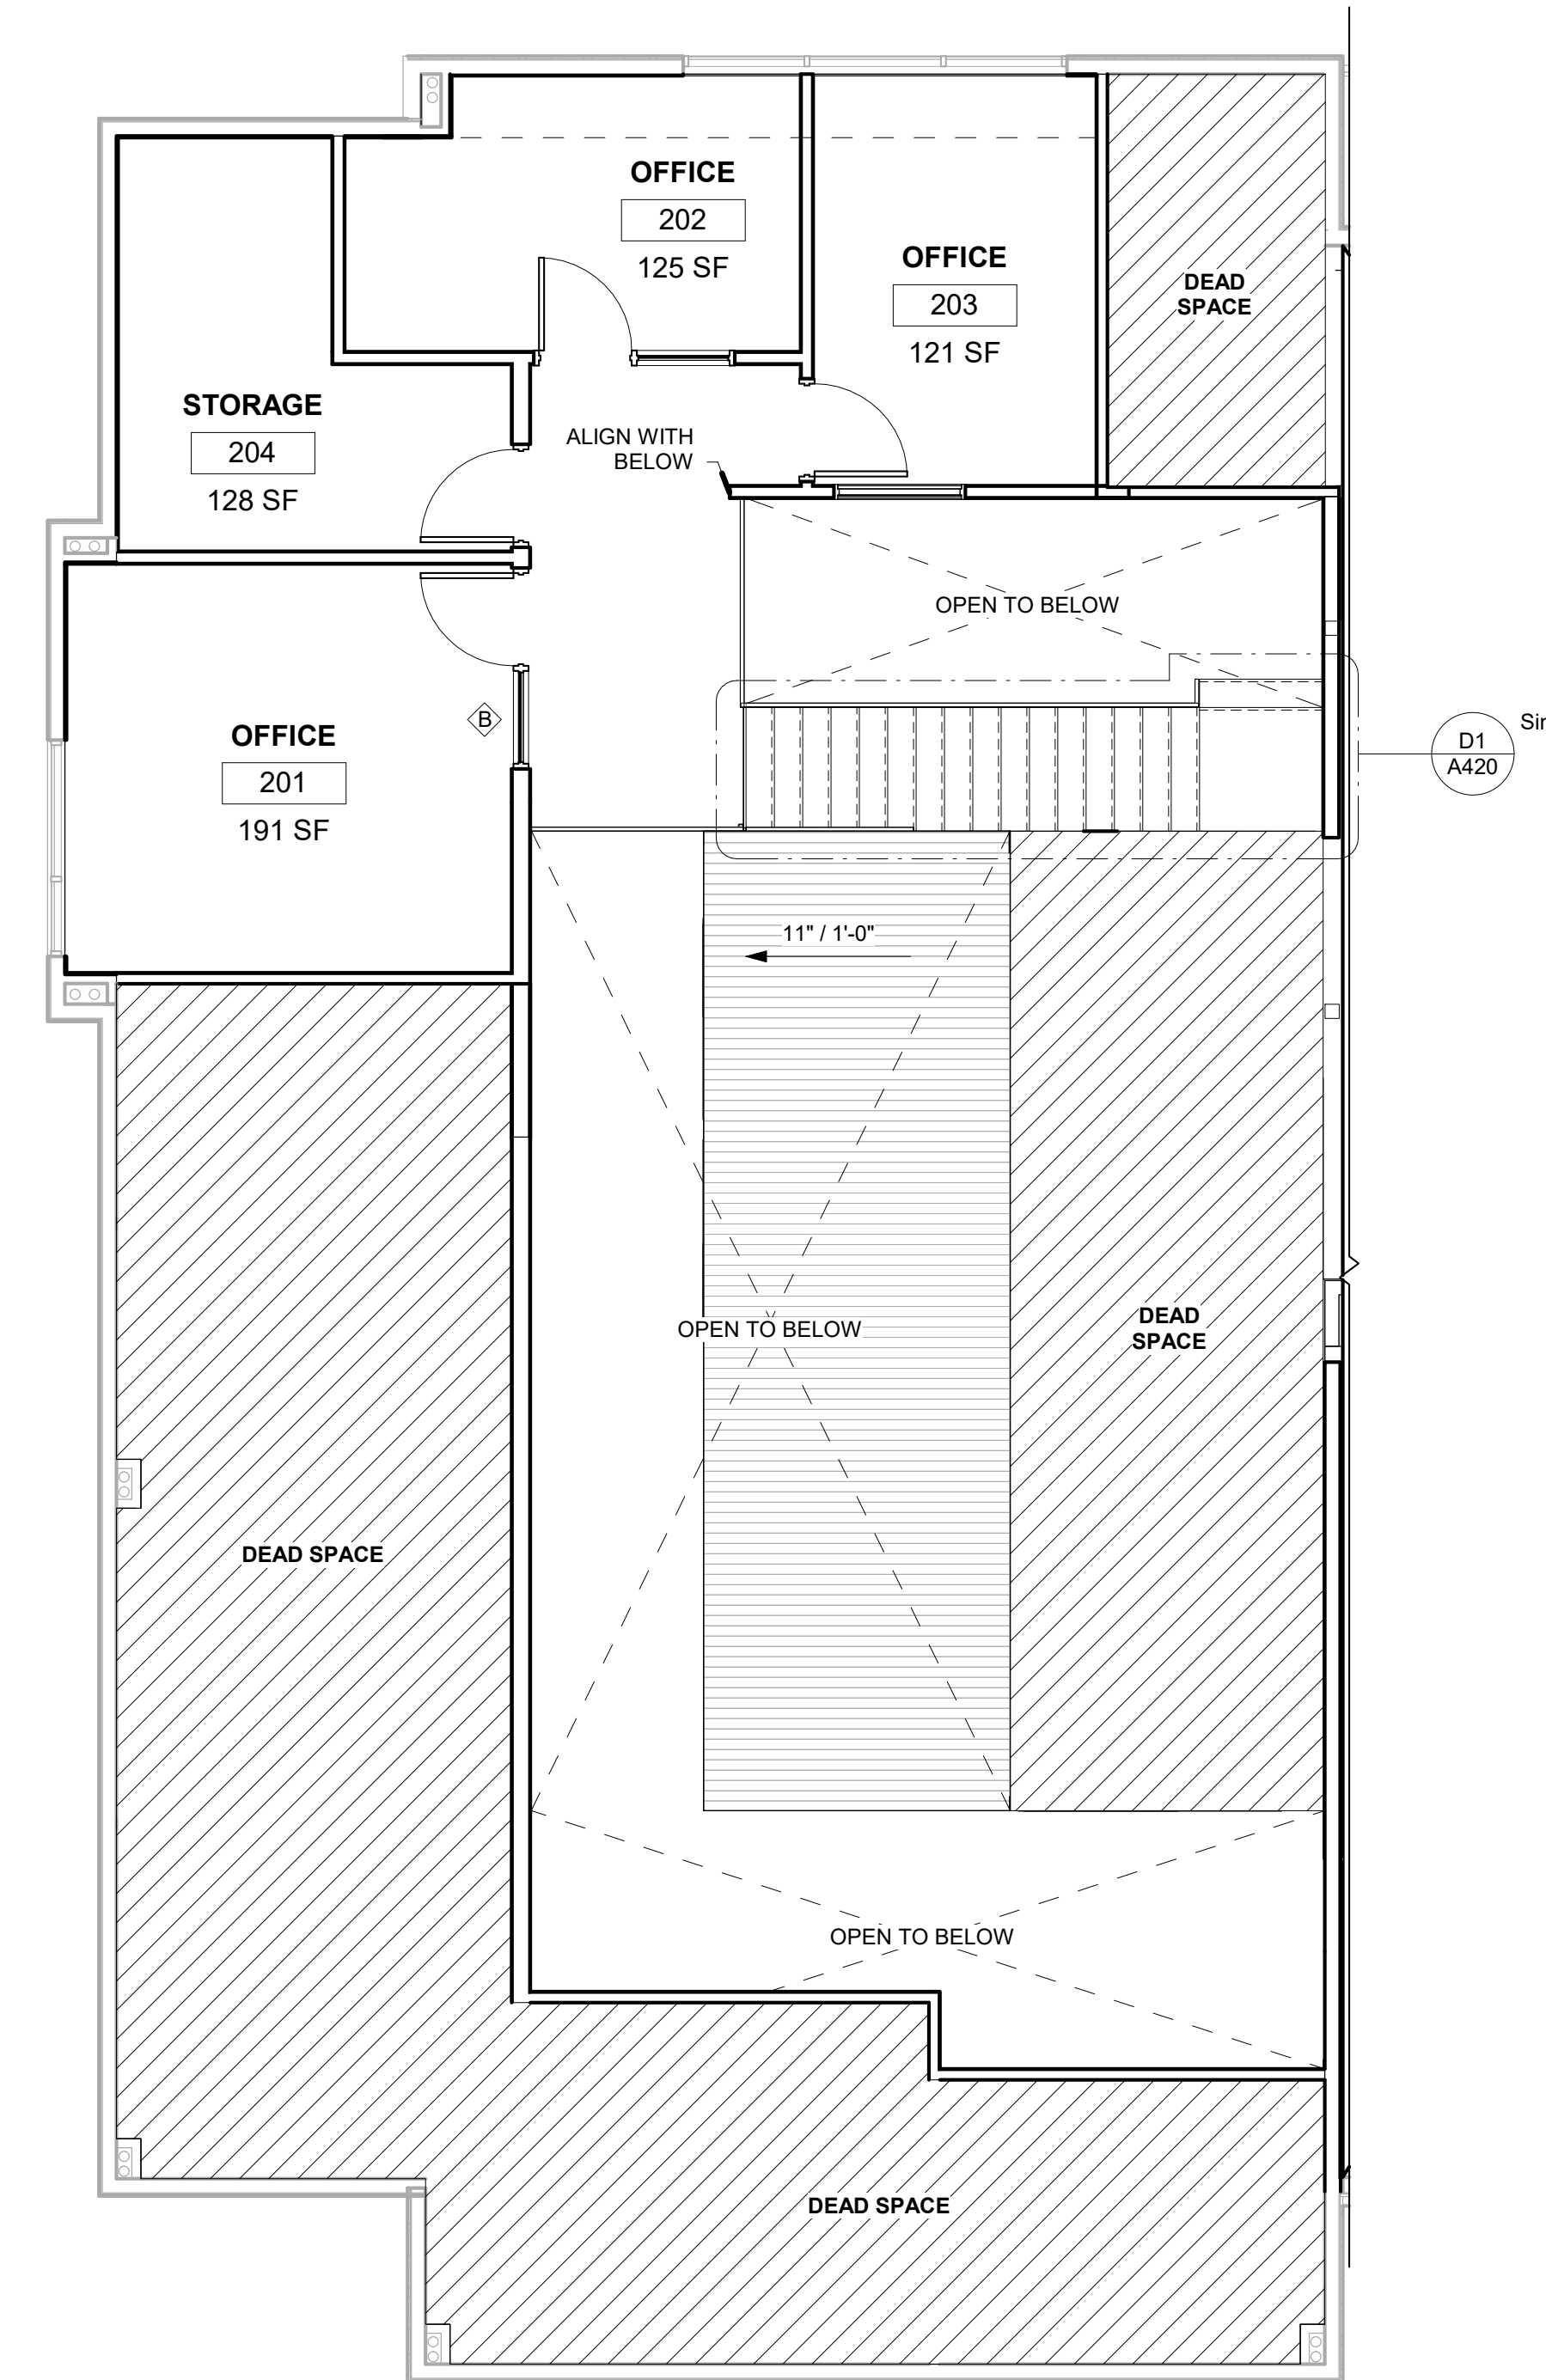 OFFICE
202
125 SF
OFFICE
203
121 SF
DEAD
SPACE
STORAGE
204
128 SF
ALIGN WITH
BELOW
OPEN TO BELOW
OFFICE
201
191 SF
B
D1
A420
Sir
11" / 1'-0"
OPEN TO BELOW
DEAD
SPACE
DEAD SPACE
OPEN TO BELOW
DEAD SPACE